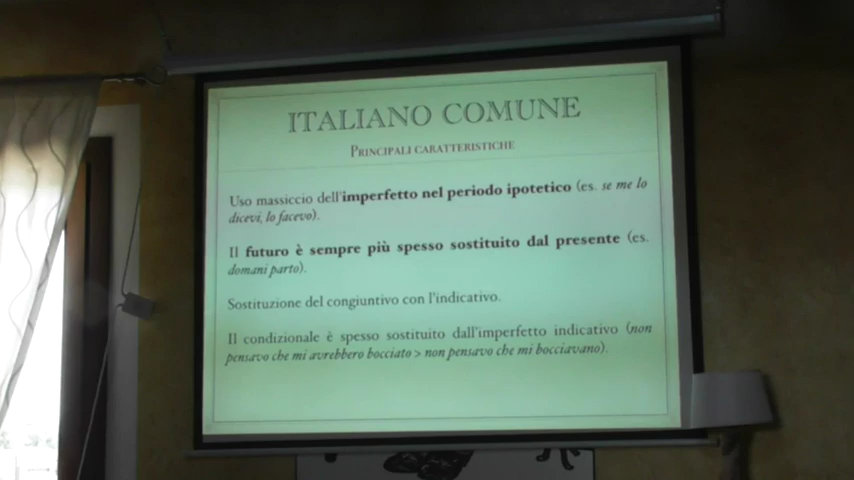 ITALIANO COMUNE
PRINCIPALI CARATTERISTICHE
Uso massiccio dell'imperfetto nel periodo ipotetico (es. se me lo
dicevi, lo facevo).
Il futuro è sempre più spesso sostituito dal presente (es.
domani parto).
Sostituzione del congiuntivo con l'indicativo.
Il condizionale è spesso sostituito dall'imperfetto indicativo (non
pensavo che mi avrebbero bocciato > non pensavo che mi bocciavano).